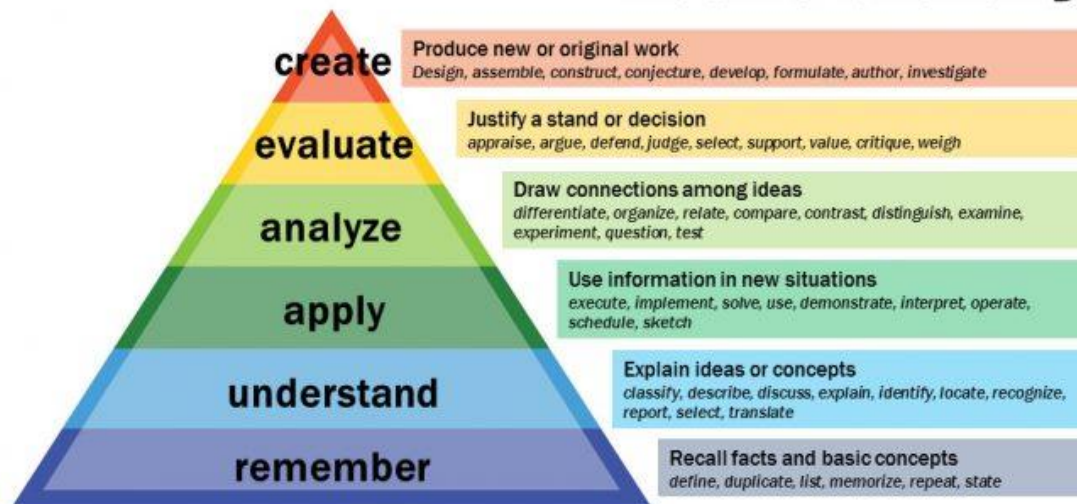 create
Produce new or original work
Design, assemble, construct, conjecture, develop, formulate, author, investigate
evaluate
Justify a stand or decision
appraise, argue, defend, judge, select, support, value, critique, weigh
analyze
Draw connections among ideas
differentiate, organize, relate, compare, contrast, distinguish, examine,
experiment, question, test
apply
Use information in new situations
execute, implement, solve, use, demonstrate, interpret, operate,
schedule, sketch
understand
Explain ideas or concepts
classify, describe, discuss, explain, identify, locate, recognize,
report, select, translate
remember
Recall facts and basic concepts
define, duplicate, list, memorize, repeat, state